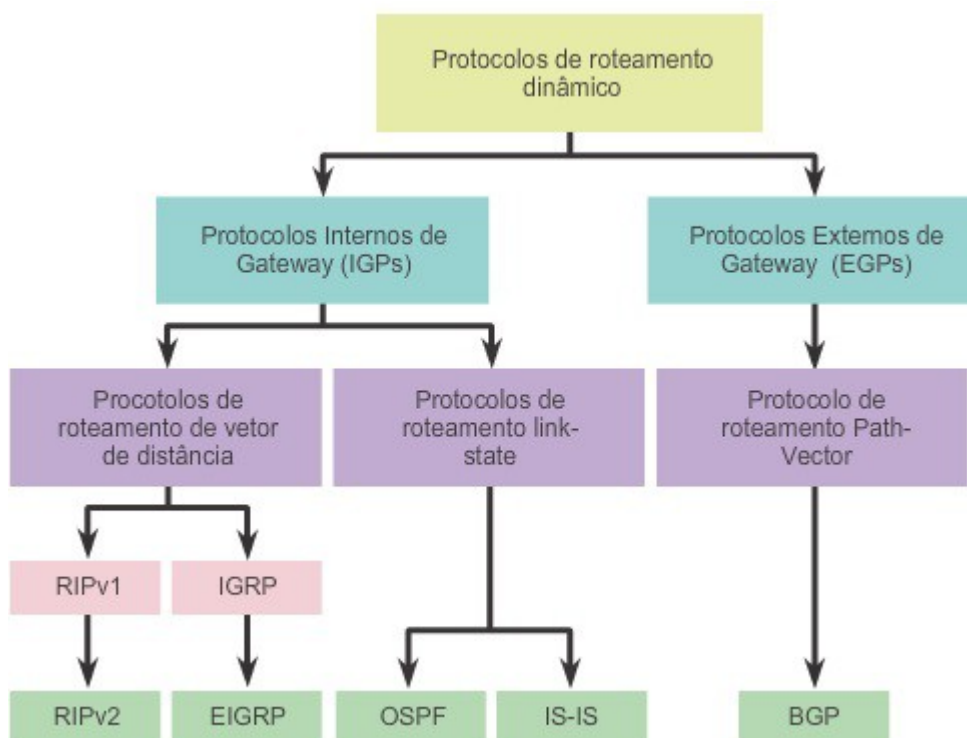 Protocolos de roteamento
dinâmico
Protocolos Internos de
Gateway (IGPs)
Protocolos Externos de
Gateway (EGPs)
Procotolos de
roteamento de vetor
de distância
Protocolos de
roteamento link-
state
Protocolo de
roteamento Path-
Vector
RIPv1
IGRP
RIPv2
EIGRP
OSPF
IS-IS
BGP